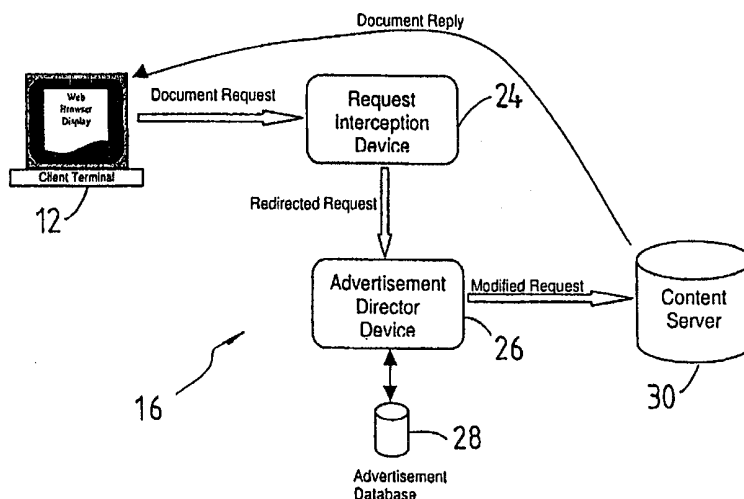 Document Reply
Web
Browser
Display
Client Terminal
12
Document Request
Request
Interception
Device
24
Redirected Request
Advertisement
Director
Device
26
Modified Request
Content
Server
30
16
28
Advertisement
Database